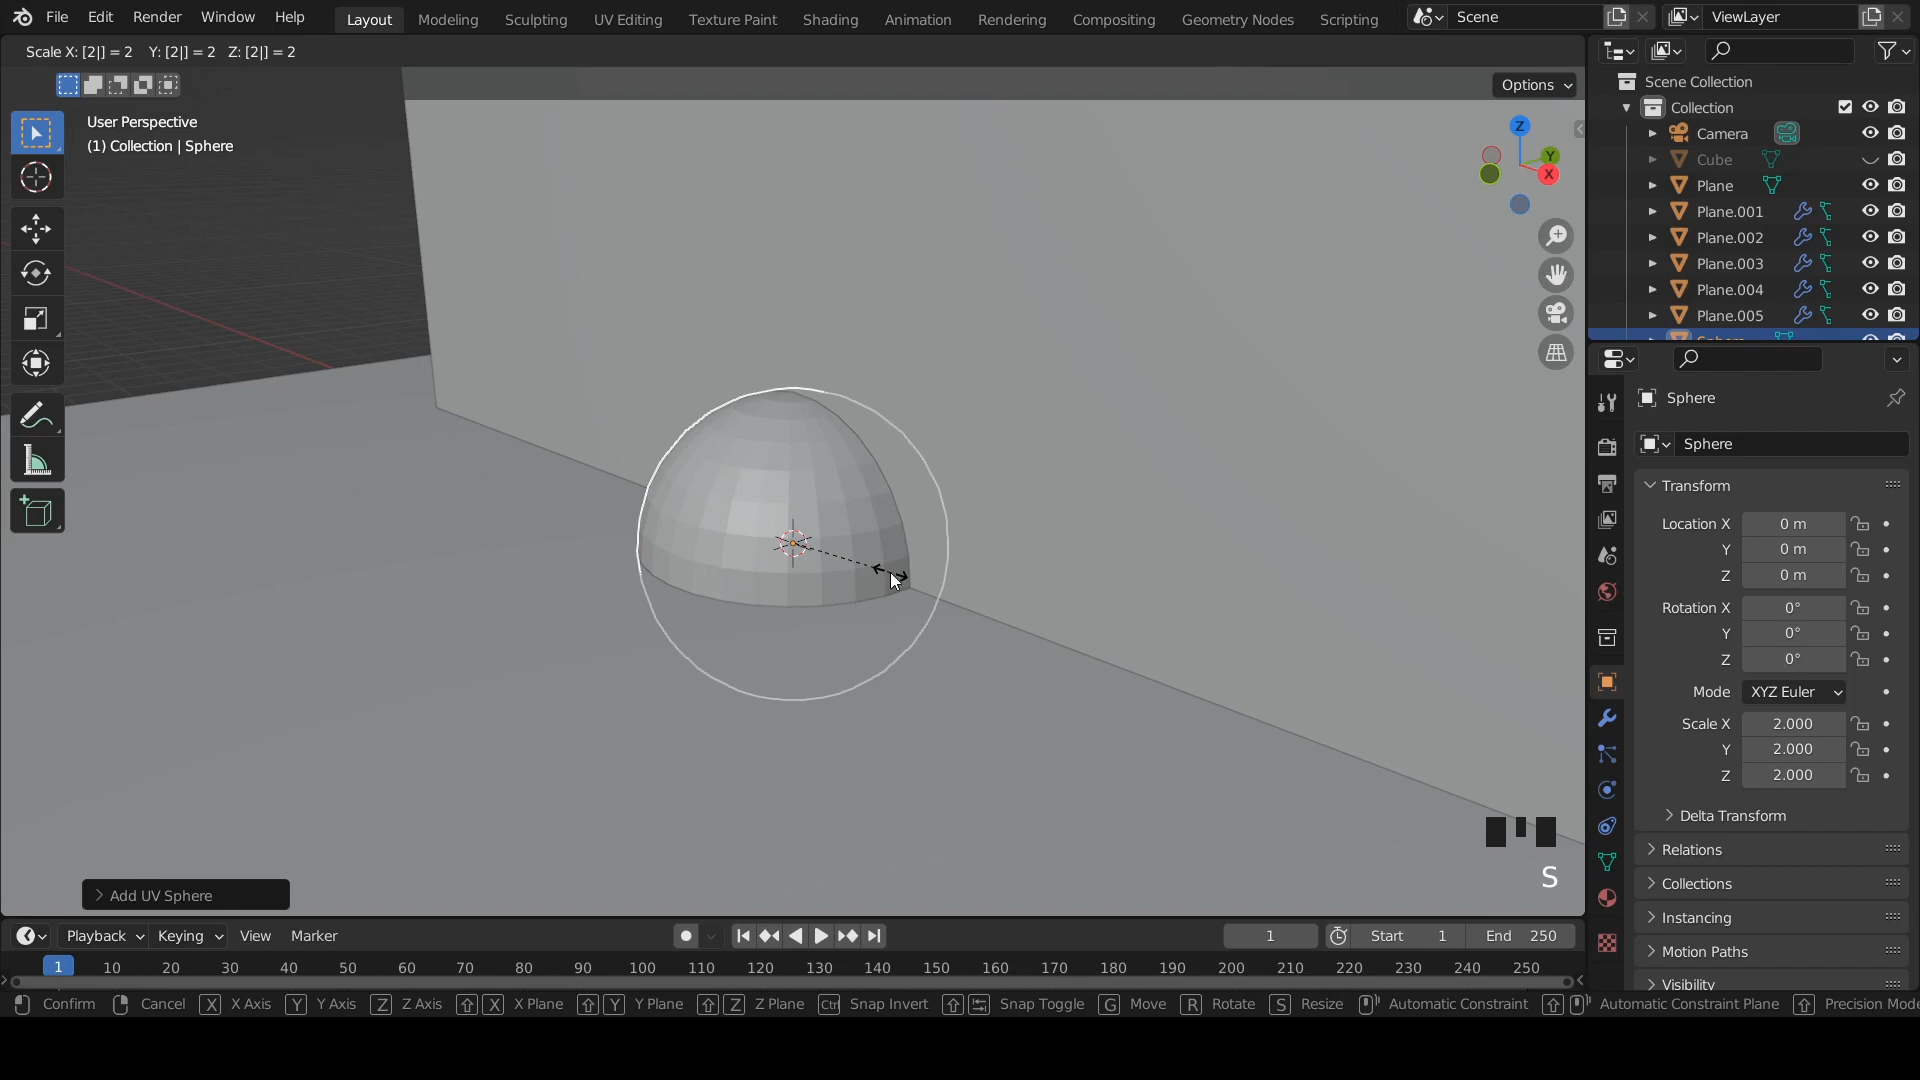 File Edit Render Window Help
Layout Modeling Sculpting UV Editing Texture Paint Shading Animation Rendering Compositing Geometry Nodes Scripting
Scene
ViewLayer
Scale X: [2|] = 2 Y: [2|] = 2 Z: [2|] = 2
Options
User Perspective
(1) Collection | Sphere
Z
Y
X
Scene Collection
Collection
Camera
Cube
Plane
Plane.001
Plane.002
Plane.003
Plane.004
Plane.005
Sphere
Sphere
Sphere
Transform
Location X 0 m
Y 0 m
Z 0 m
Rotation X 0°
Y 0°
Z 0°
Mode XYZ Euler
Scale X 2.000
Y 2.000
Z 2.000
Delta Transform
Relations
Collections
Instancing
Motion Paths
Visibility
S
Add UV Sphere
Playback Keying View Marker
1 Start 1 End 250
1 10 20 30 40 50 60 70 80 90 100 110 120 130 140 150 160 170 180 190 200 210 220 230 240 250
Confirm Cancel X X Axis Y Y Axis Z Z Axis X X Plane Y Y Plane Z Z Plane Ctrl Snap Invert Snap Toggle G Move R Rotate S Resize Automatic Constraint Automatic Constraint Plane Precision Mode